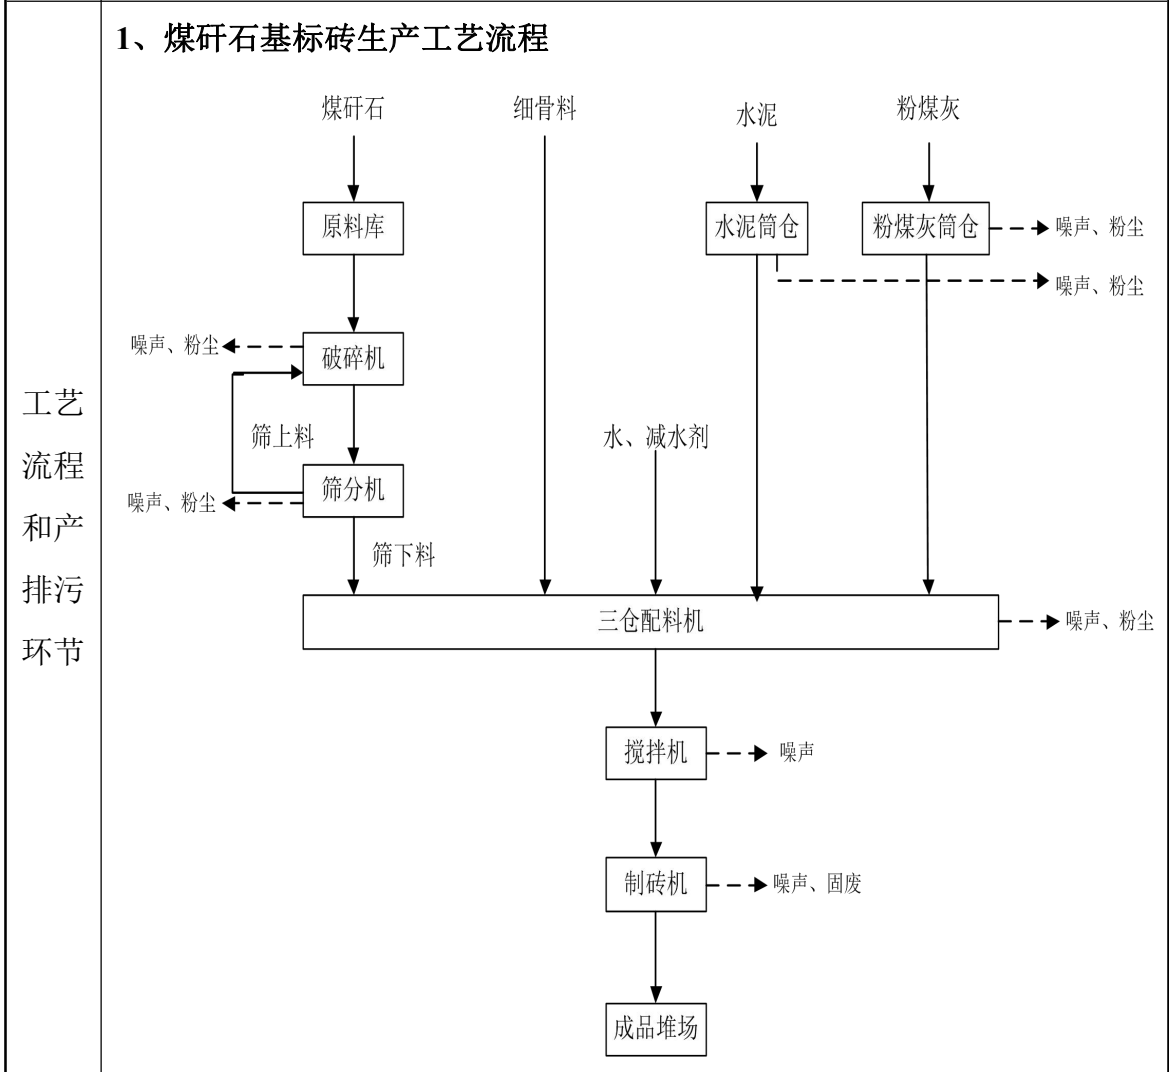 1、煤矸石基标砖生产工艺流程
煤矸石
细骨料
水泥
粉煤灰
原料库
水泥筒仓
粉煤灰筒仓
噪声、粉尘
噪声、粉尘
噪声、粉尘
破碎机
筛上料
水、减水剂
噪声、粉尘
筛分机
筛下料
三仓配料机
噪声、粉尘
搅拌机
噪声
制砖机
噪声、固废
成品堆场
工艺
流程
和产
排污
环节